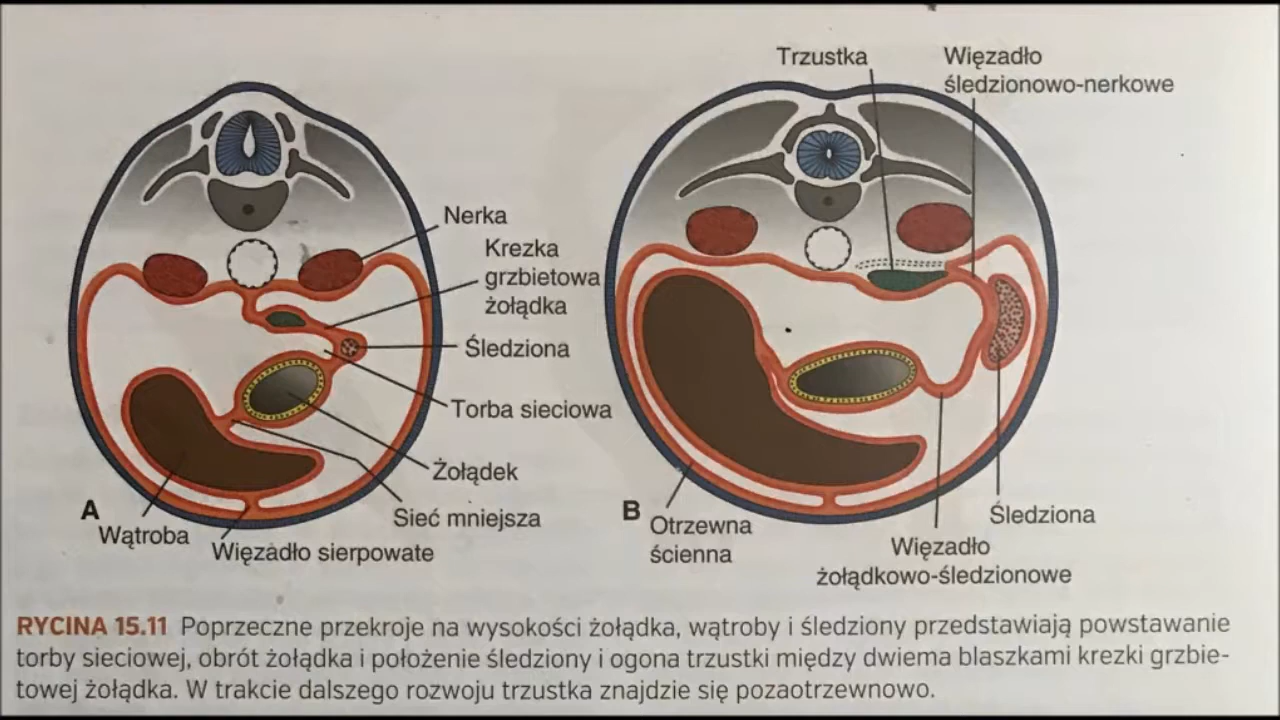 Nerka
Krezka
grzbietowa
żołądka
Śledziona
Torba sieciowa
Żołądek
Sieć mniejsza
A
Wątroba
Więzadło sierpowate
Trzustka
Więzadło
śledzionowo-nerkowe
B
Otrzewna
ścienna
Śledziona
Więzadło
żołądkowo-śledzionowe
RYCINA 15.11 Poprzeczne przekroje na wysokości żołądka, wątroby i śledziony przedstawiają powstawanie
torby sieciowej, obrót żołądka i położenie śledziony i ogona trzustki między dwiema blaszkami krezki grzbie-
towej żołądka. W trakcie dalszego rozwoju trzustka znajdzie się pozaotrzewnowo.